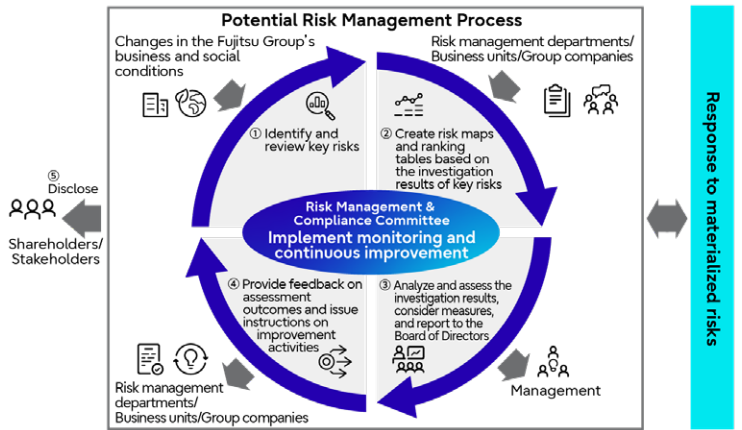 Potential Risk Management Process
Changes in the Fujitsu Group's
business and social
conditions
Risk management departments/
Business units/Group companies
① Identify and
review key risks
② Create risk maps
and ranking
tables based on
the investigation
results of key risks
Risk Management &
Compliance Committee
Implement monitoring and
continuous improvement
④ Provide feedback on
assessment
outcomes and issue
instructions on
improvement
activities
③ Analyze and assess the
investigation results,
consider measures,
and report to the
Board of Directors
Risk management
departments/
Business units/Group companies
Management
⑤
Disclose
Shareholders/
Stakeholders
Response to materialized risks